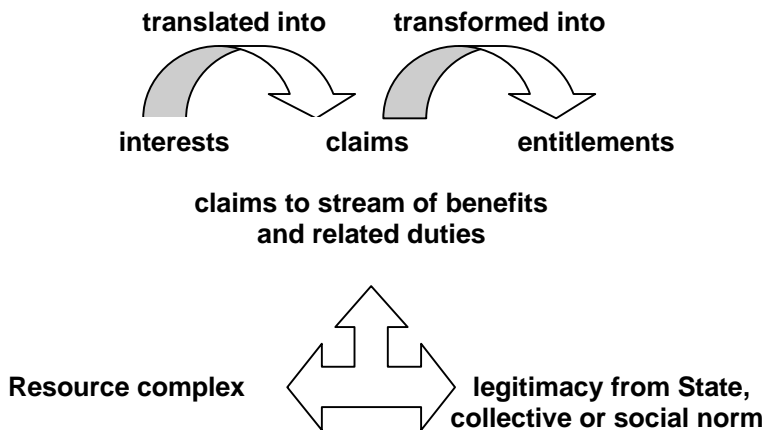 translated into transformed into
interests claims entitlements
claims to stream of benefits
and related duties
Resource complex legitimacy from State,
collective or social norm